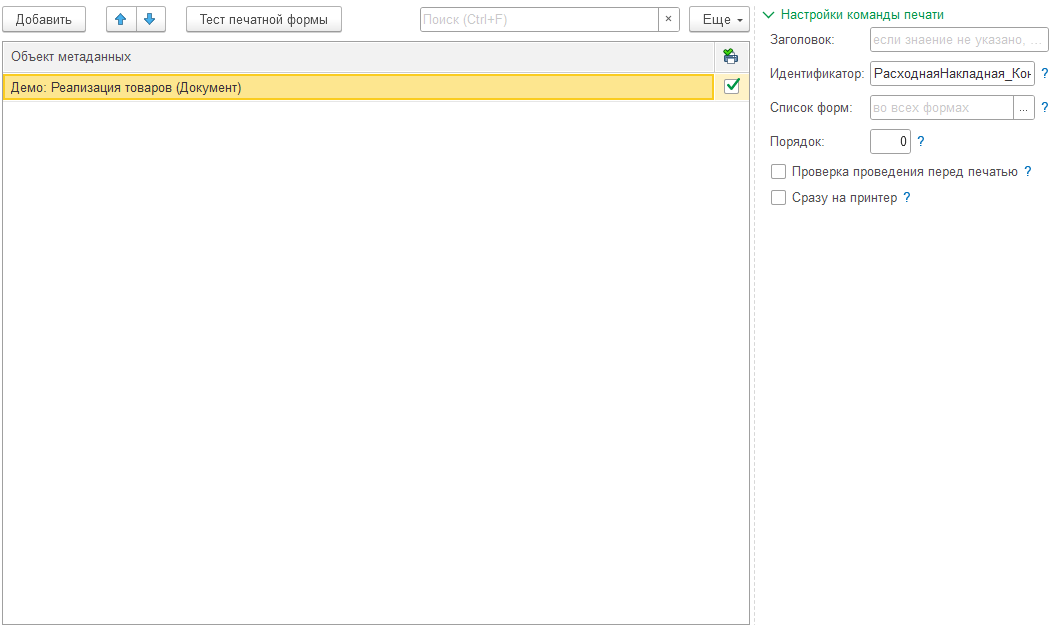 Добавить
Тест печатной формы
Поиск (Ctrl+F)
×
Еще
Объект метаданных
Демо: Реализация товаров (Документ)
Настройки команды печати
Заголовок: если знаение не указано, ...
Идентификатор: РасходнаяНакладная_Кон ?
Список форм: во всех формах ... ?
Порядок: 0 ?
Проверка проведения перед печатью ?
Сразу на принтер ?